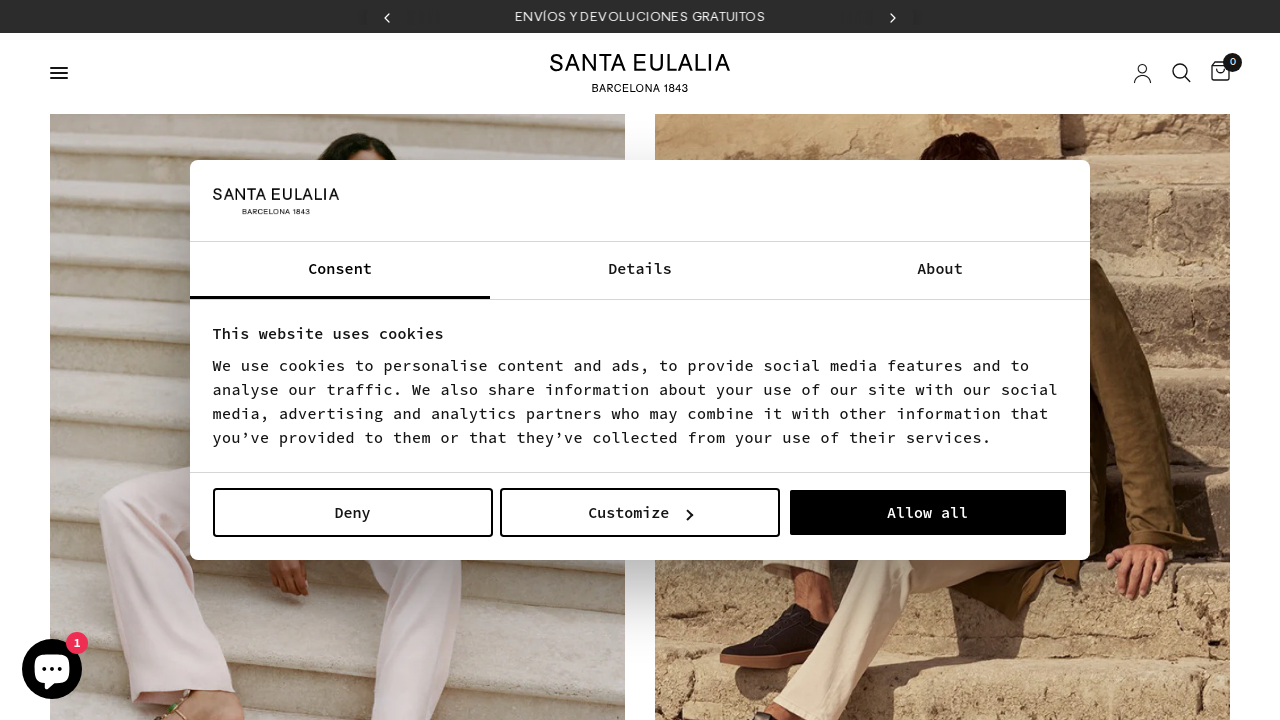 ENVÍOS Y DEVOLUCIONES GRATUITOS
SANTA EULALIA
BARCELONA 1843
0
SANTA EULALIA
BARCELONA 1843
Consent
Details
About
This website uses cookies
We use cookies to personalise content and ads, to provide social media features and to
analyse our traffic. We also share information about your use of our site with our social
media, advertising and analytics partners who may combine it with other information that
you’ve provided to them or that they’ve collected from your use of their services.
Deny
Customize
Allow all
1